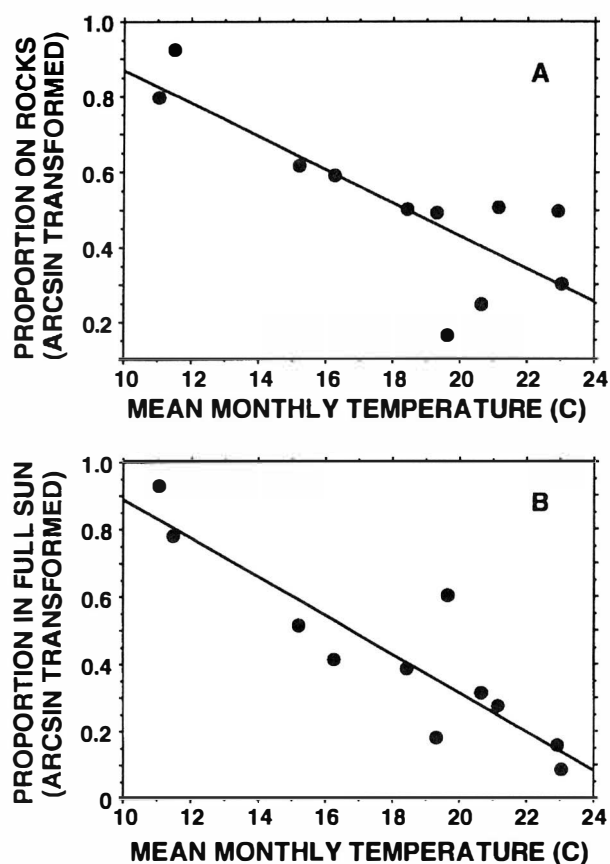 PROPORTION ON ROCKS
(ARCSIN TRANSFORMED)
1.0
0.8
0.6
0.4
0.2
A
10 12 14 16 18 20 22 24
MEAN MONTHLY TEMPERATURE (C)
PROPORTION IN FULL SUN
(ARCSIN TRANSFORMED)
1.0
0.8
0.6
0.4
0.2
0
B
10 12 14 16 18 20 22 24
MEAN MONTHLY TEMPERATURE (C)